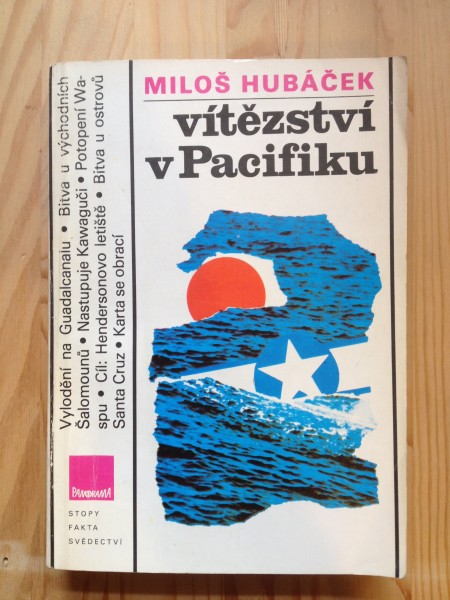 MILOŠ HUBÁČEK
vítězství
v Pacifiku
Vylodění na Guadalcanalu • Bitva u východních
Šalomounů • Nastupuje Kawaguči • Potopení Wa-
spu • Cíl: Hendersonovo letiště • Bitva u ostrovů
Santa Cruz • Karta se obrací
PANORAMA
STOPY
FAKTA
SVĚDECTVÍ